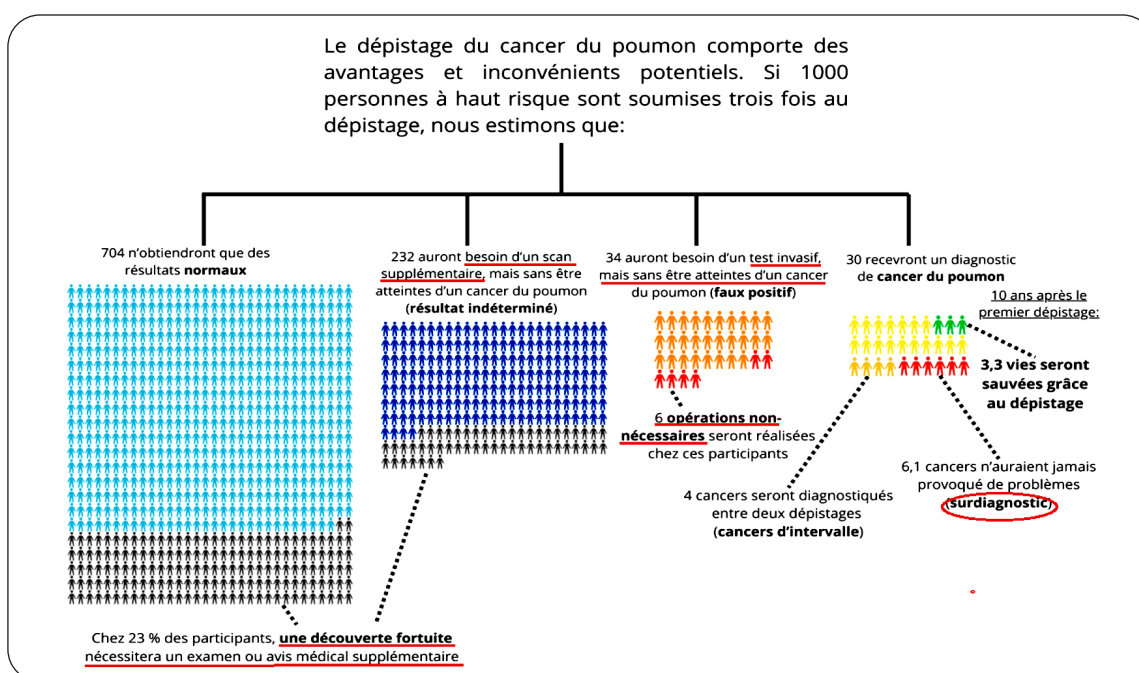 Le dépistage du cancer du poumon comporte des
avantages et inconvénients potentiels. Si 1000
personnes à haut risque sont soumises trois fois au
dépistage, nous estimons que:
704 n’obtiendront que des
résultats normaux
232 auront besoin d’un scan
supplémentaire, mais sans être
atteintes d’un cancer du poumon
(résultat indéterminé)
34 auront besoin d’un test invasif,
mais sans être atteintes d’un cancer
du poumon (faux positif)
30 recevront un diagnostic
de cancer du poumon
10 ans après le
premier dépistage:
3,3 vies seront
sauvées grâce
au dépistage
6 opérations non-
nécessaires seront réalisées
chez ces participants
4 cancers seront diagnostiqués
entre deux dépistages
(cancers d’intervalle)
6,1 cancers n’auraient jamais
provoqué de problèmes
(surdiagnostic)
Chez 23 % des participants, une découverte fortuite
nécessitera un examen ou avis médical supplémentaire